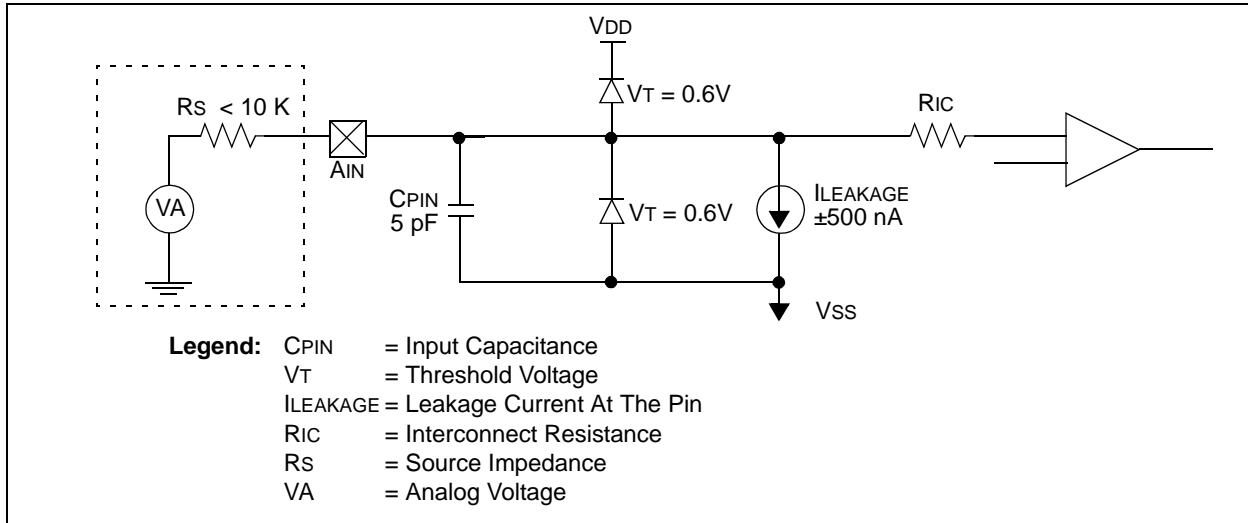 VDD
VT = 0.6V
RS < 10 K
RIC
AIN
CPIN
5 pF
VT = 0.6V
ILEAKAGE
±500 nA
VA
VSS
Legend: CPIN = Input Capacitance
VT = Threshold Voltage
ILEAKAGE = Leakage Current At The Pin
RIC = Interconnect Resistance
RS = Source Impedance
VA = Analog Voltage